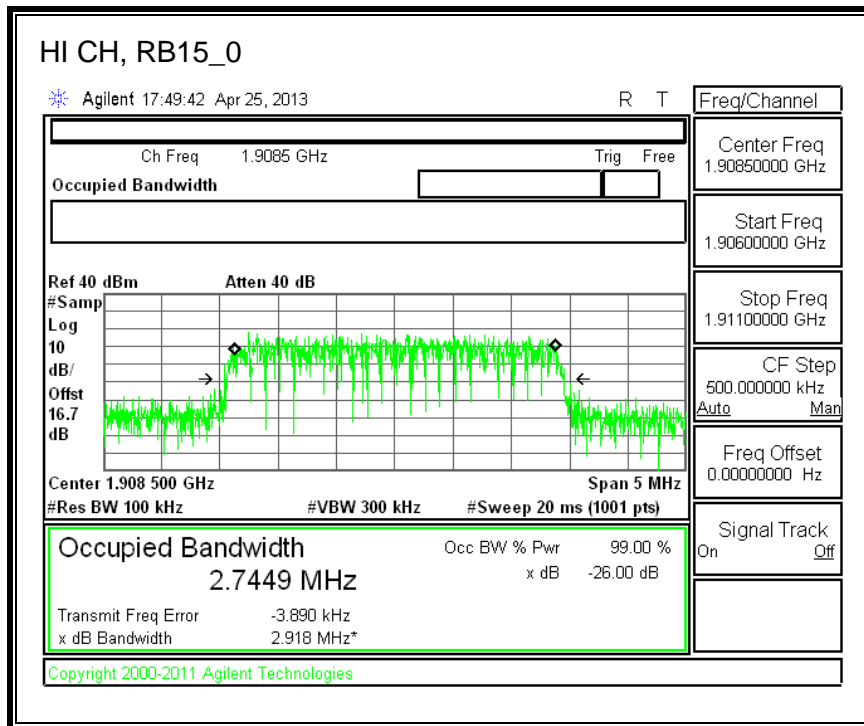 HI CH, RB15_0
Agilent 17:49:42 Apr 25, 2013 R T
Freq/Channel
Ch Freq 1.9085 GHz Trig Free
Occupied Bandwidth
Center Freq
1.90850000 GHz
Start Freq
1.90600000 GHz
Stop Freq
1.91100000 GHz
CF Step
500.000000 kHz
Auto Man
Freq Offset
0.00000000 Hz
Signal Track
On Off
Ref 40 dBm Atten 40 dB
#Samp
Log
10
dB/
Offst
16.7
dB
Center 1.908 500 GHz Span 5 MHz
#Res BW 100 kHz #VBW 300 kHz #Sweep 20 ms (1001 pts)
Occupied Bandwidth
2.7449 MHz
Occ BW % Pwr 99.00 %
x dB -26.00 dB
Transmit Freq Error -3.890 kHz
x dB Bandwidth 2.918 MHz*
Copyright 2000-2011 Agilent Technologies